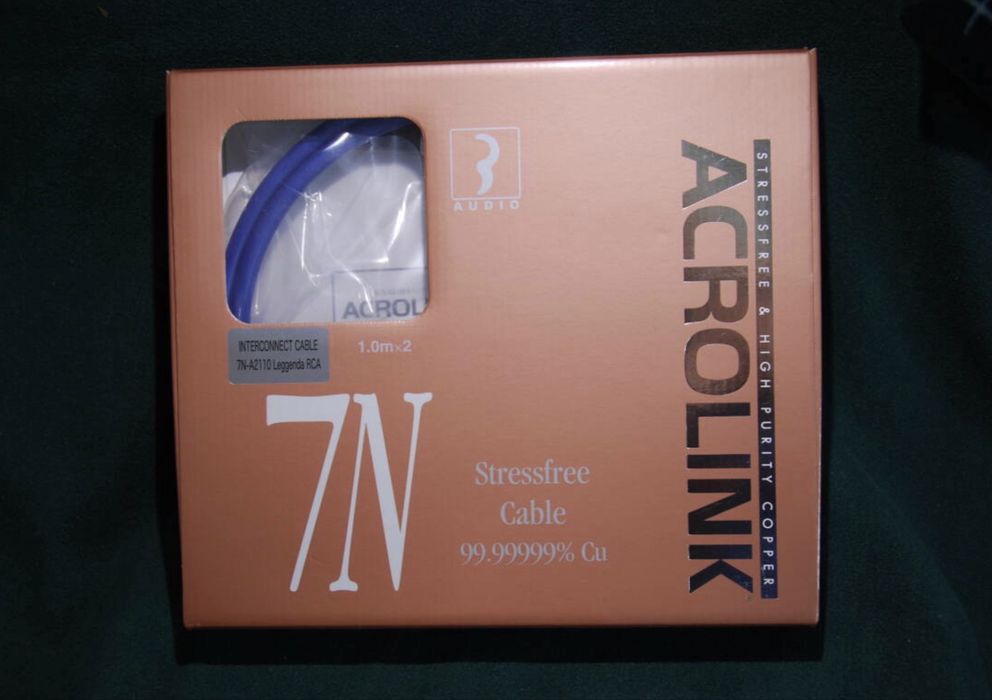 AUDIO
ACROL
INTERCONNECT CABLE
7N-A2110 Leggenda RCA
1.0m×2
7N
Stressfree
Cable
99.99999% Cu
STRESSFREE & HIGH PURITY COPPER
ACROLINK